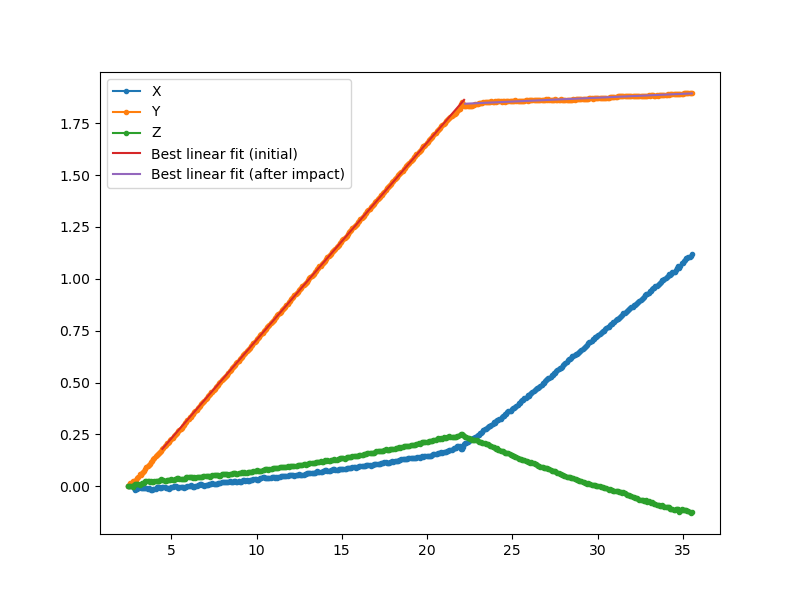 X
Y
Z
Best linear fit (initial)
Best linear fit (after impact)
1.75
1.50
1.25
1.00
0.75
0.50
0.25
0.00
5 10 15 20 25 30 35